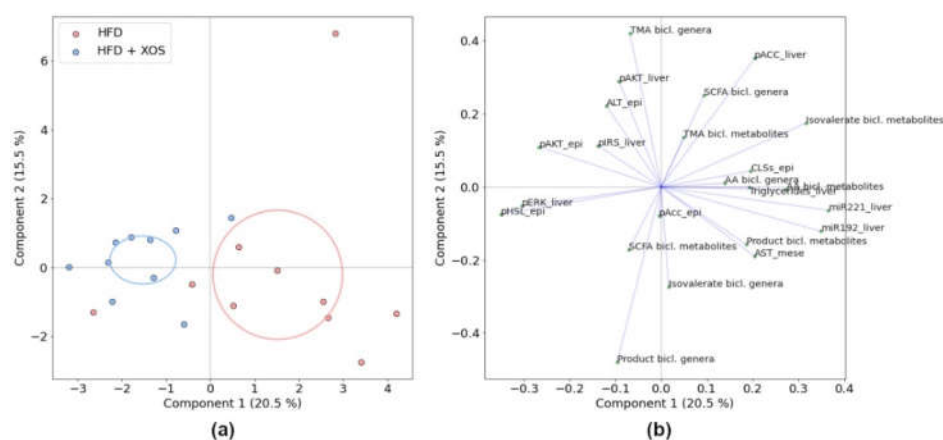 HFD
HFD + XOS
6
4
2
0
−2
−3
−2
−1
0
1
2
3
4
Component 2 (15.5 %)
Component 1 (20.5 %)
(a)
0.4
0.2
0.0
−0.2
−0.4
−0.3
−0.2
−0.1
0.0
0.1
0.2
0.3
0.4
Component 2 (15.5 %)
TMA bicl. genera
pACC_liver
pAKT_liver
SCFA bicl. genera
ALT_epi
Isovalerate bicl. metabolites
TMA bicl. metabolites
pAKT_epi
pIRS_liver
CLSs_epi
AA bicl. genera
AA bicl. metabolites
Triglycerides_liver
pERK_liver
pHSL_epi
pAcc_epi
miR221_liver
miR192_liver
SCFA bicl. metabolites
Product bicl. metabolites
AST_mese
Isovalerate bicl. genera
Product bicl. genera
Component 1 (20.5 %)
(b)